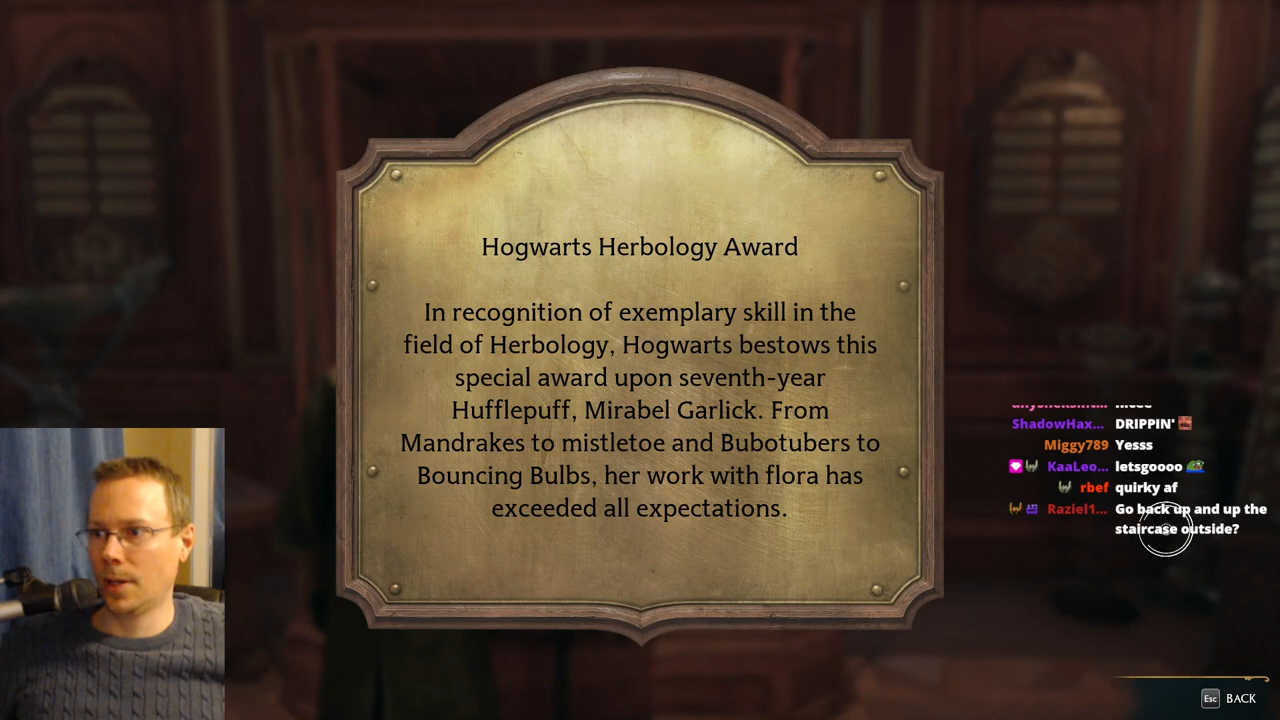 Hogwarts Herbology Award
In recognition of exemplary skill in the
field of Herbology, Hogwarts bestows this
special award upon seventh-year
Hufflepuff, Mirabel Garlick. From
Mandrakes to mistletoe and Bubotubers to
Bouncing Bulbs, her work with flora has
exceeded all expectations.
ShadowHax... DRIPPIN'
Miggy789 Yesss
KaaLeo... letsgoooo
rbef quirky af
Raziel1... Go back up and up the
staircase outside?
Esc BACK